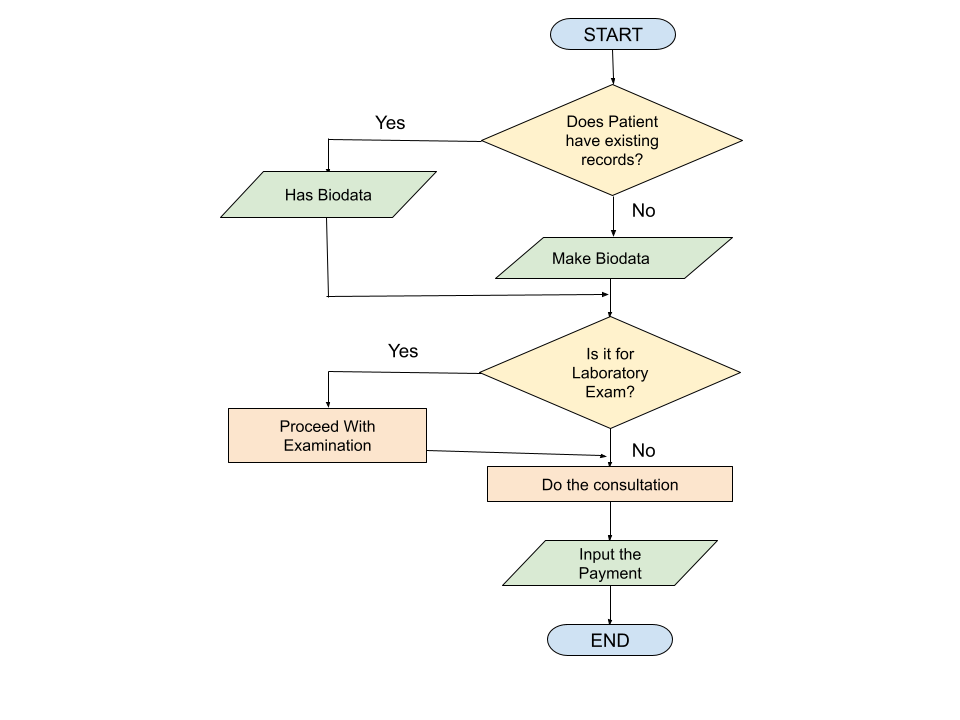 START
Does Patient
have existing
records?
Yes
Has Biodata
No
Make Biodata
Is it for
Laboratory
Exam?
Yes
Proceed With
Examination
No
Do the consultation
Input the
Payment
END